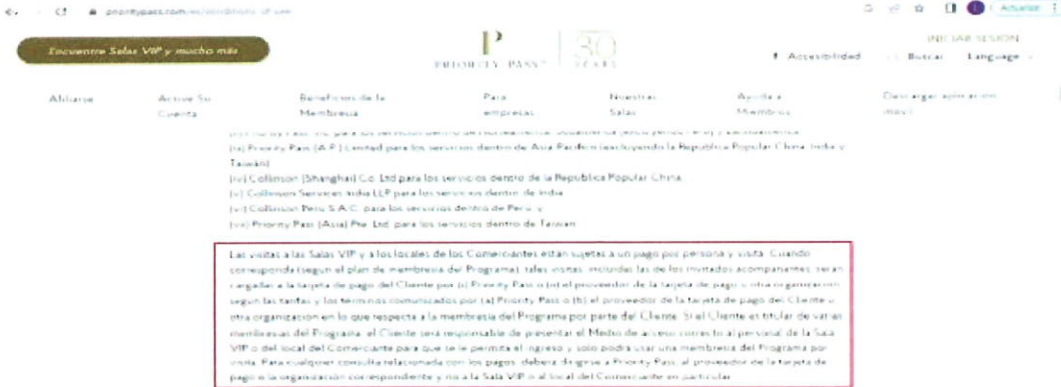 prioritypass.com/es/conditions-of-use
Actualizar
Encuentre Salas VIP y mucho más
P
PRIORITY PASS
30
YEARS
INICIAR SESIÓN
Accesibilidad
Buscar
Language
Afiliarse
Active Su Cuenta
Beneficios de la Membresía
Para empresas
Nuestras Salas
Ayuda a Miembros
Descargar aplicación móvil
(iii) Priority Pass (A.P.) Limited para los servicios dentro de Asia Pacífico (excluyendo la República Popular China, India y
Taiwán)
(iv) Collinson (Shanghai) Co. Ltd para los servicios dentro de la República Popular China
(v) Collinson Services India LLP para los servicios dentro de India
(vi) Collinson Peru S.A.C. para los servicios dentro de Perú, y
(vii) Priority Pass (Asia) Pte. Ltd. para los servicios dentro de Taiwán
Las visitas a las Salas VIP y a los locales de los Comerciantes están sujetas a un pago por persona y visita. Cuando
corresponda (según el plan de membresía del Programa), tales visitas, incluidas las de los invitados acompañantes, serán
cargadas a la tarjeta de pago del Cliente por (i) Priority Pass o (ii) el proveedor de la tarjeta de pago u otra organización
según las tarifas y los términos comunicados por (a) Priority Pass o (b) el proveedor de la tarjeta de pago del Cliente u
otra organización en lo que respecta a la membresía del Programa por parte del Cliente. Si el Cliente es titular de varias
membresías del Programa, el Cliente será responsable de presentar el Medio de acceso correcto al personal de la Sala
VIP o del local del Comerciante para que se le permita el ingreso y solo podrá usar una membresía del Programa por
visita. Para cualquier consulta relacionada con los pagos, deberá dirigirse a Priority Pass, al proveedor de la tarjeta de
pago o la organización correspondiente y no a la Sala VIP o al local del Comerciante en particular.